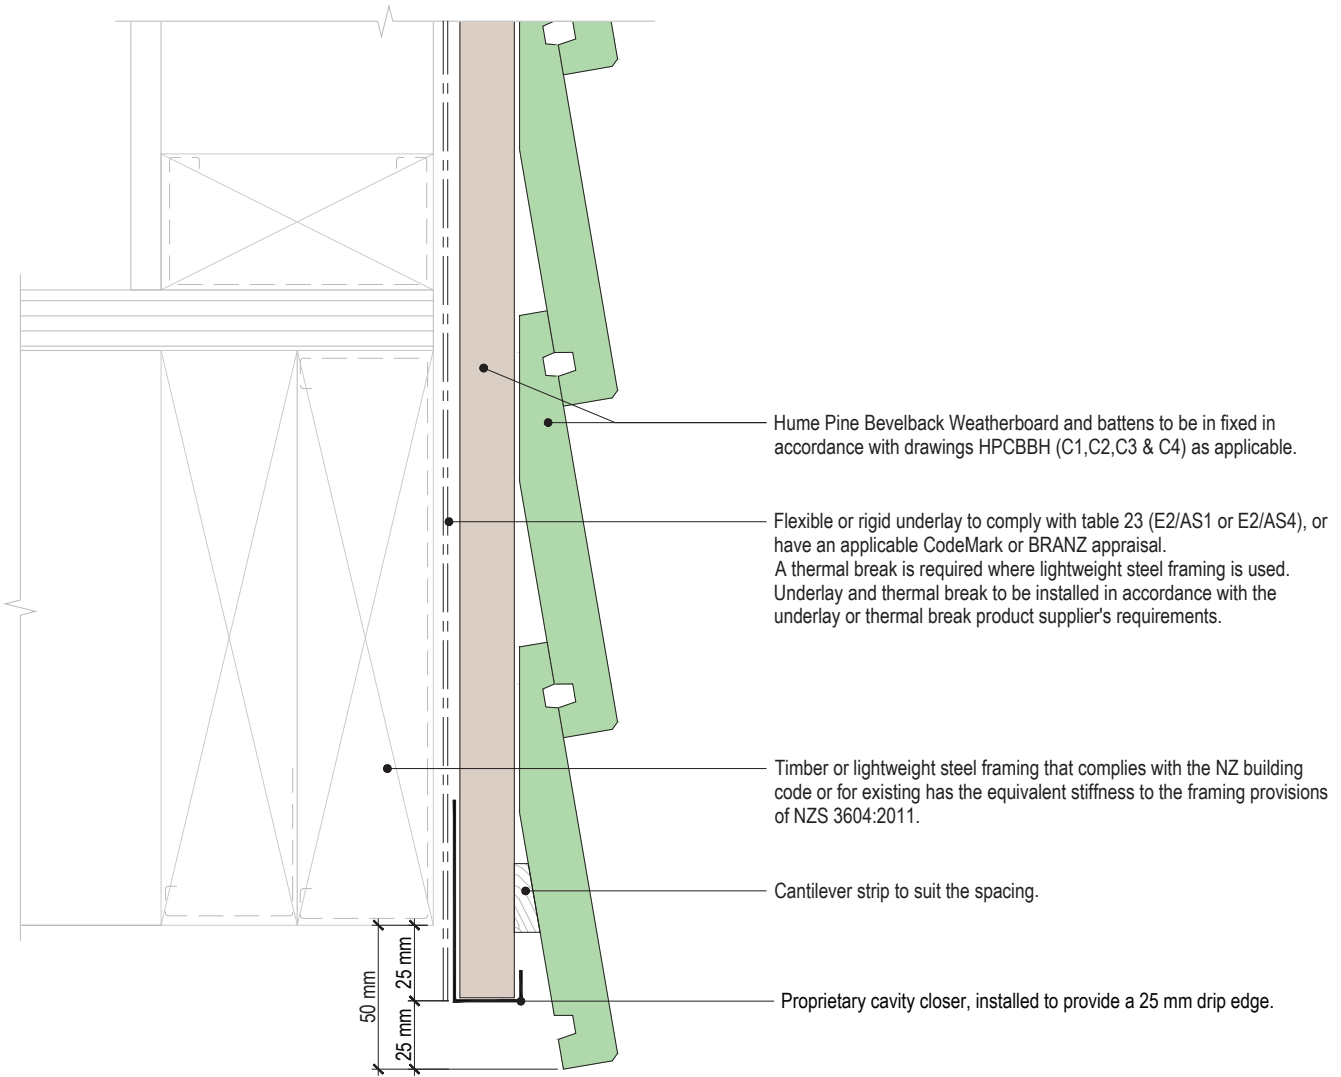 Hume Pine Bevelback Weatherboard and battens to be in fixed in
accordance with drawings HPCBBH (C1,C2,C3 & C4) as applicable.
Flexible or rigid underlay to comply with table 23 (E2/AS1 or E2/AS4), or
have an applicable CodeMark or BRANZ appraisal.
A thermal break is required where lightweight steel framing is used.
Underlay and thermal break to be installed in accordance with the
underlay or thermal break product supplier's requirements.
Timber or lightweight steel framing that complies with the NZ building
code or for existing has the equivalent stiffness to the framing provisions
of NZS 3604:2011.
Cantilever strip to suit the spacing.
Proprietary cavity closer, installed to provide a 25 mm drip edge.
50 mm
25 mm
25 mm